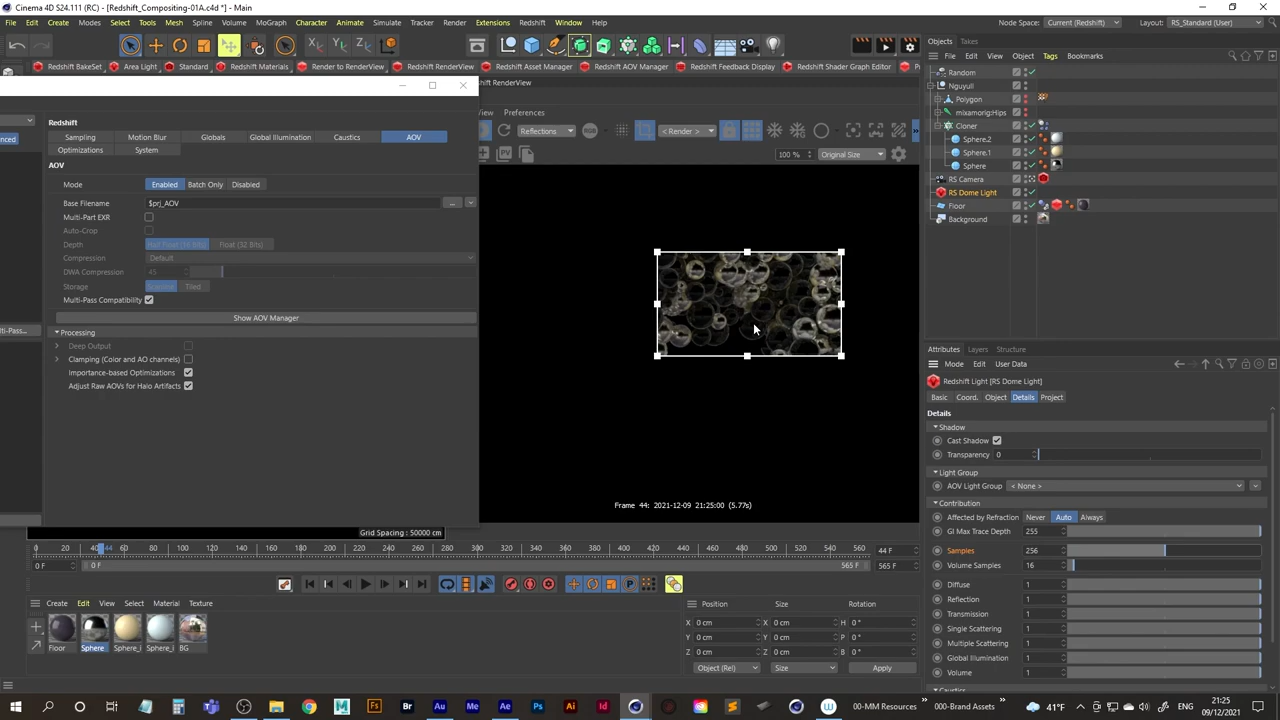 Cinema 4D S24.111 (RC) - [Redshift_Compositing-01A.c4d *] - Main
File
Edit
Create
Modes
Select
Tools
Mesh
Spline
Volume
MoGraph
Character
Animate
Simulate
Tracker
Render
Extensions
Redshift
Window
Help
Node Space:
Current (Redshift)
Layout:
RS_Standard (User)
Redshift BakeSet
Area Light
Standard
Redshift Materials
Render to RenderView
Redshift RenderView
Redshift Asset Manager
Redshift AOV Manager
Redshift Feedback Display
Redshift Shader Graph Editor
Objects
Takes
File
Edit
View
Object
Tags
Bookmarks
Random
Nguyull
Polygon
mixamorig:Hips
Cloner
Sphere.2
Sphere.1
Sphere
RS Camera
RS Dome Light
Floor
Background
Redshift
Sampling
Motion Blur
Globals
Global Illumination
Caustics
AOV
Optimizations
System
AOV
Mode
Enabled
Batch Only
Disabled
Base Filename
$prj_AOV
...
Multi-Part EXR
Auto-Crop
Depth
Half Float (16 Bits)
Float (32 Bits)
Compression
Default
DWA Compression
45
Storage
Scanline
Tiled
Multi-Pass Compatibility
Show AOV Manager
Processing
Deep Output
Clamping (Color and AO channels)
Importance-based Optimizations
Adjust Raw AOVs for Halo Artifacts
Preferences
Reflections
RGB
< Render >
PV
100 %
Original Size
Frame 44: 2021-12-09 21:25:00 (5.77s)
Grid Spacing : 50000 cm
Attributes
Layers
Structure
Mode
Edit
User Data
Redshift Light [RS Dome Light]
Basic
Coord.
Object
Details
Project
Details
Shadow
Cast Shadow
Transparency
0
Light Group
AOV Light Group
< None >
Contribution
Affected by Refraction
Never
Auto
Always
GI Max Trace Depth
255
Samples
256
Volume Samples
16
Diffuse
1
Reflection
1
Transmission
1
Single Scattering
1
Multiple Scattering
1
Global Illumination
1
Volume
1
0
20
40
44
60
80
100
120
140
160
180
200
220
240
260
280
300
320
340
360
380
400
420
440
460
480
500
520
540
560
44 F
0 F
0 F
565 F
565 F
Create
Edit
View
Select
Material
Texture
Floor
Sphere
Sphere_
Sphere_
BG
Position
Size
Rotation
X
0 cm
X
0 cm
H
0 °
Y
0 cm
Y
0 cm
P
0 °
Z
0 cm
Z
0 cm
B
0 °
Object (Rel)
Size
Apply
00-MM Resources
000-Brand Assets
41°F
21:25
09/12/2021